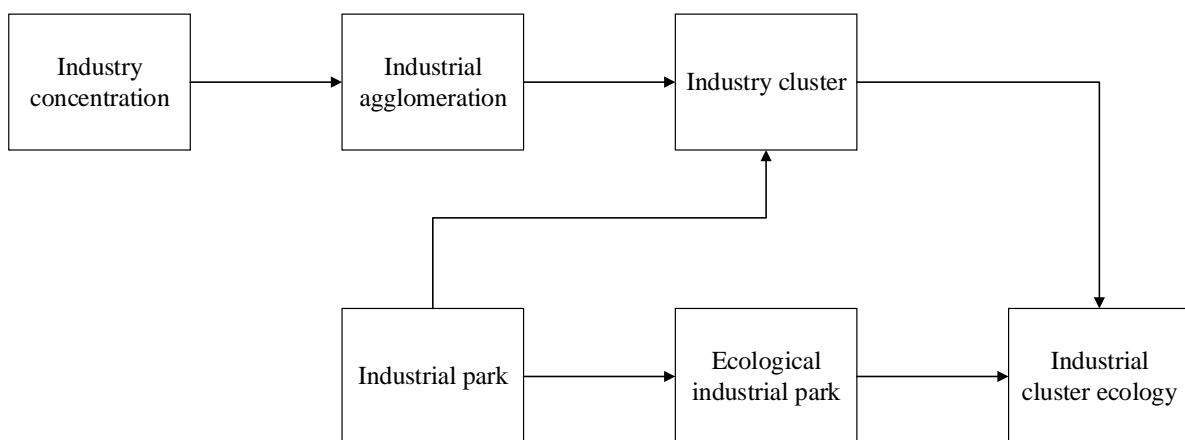 Industry
concentration
Industrial
agglomeration
Industry cluster
Industrial park
Ecological
industrial park
Industrial
cluster ecology